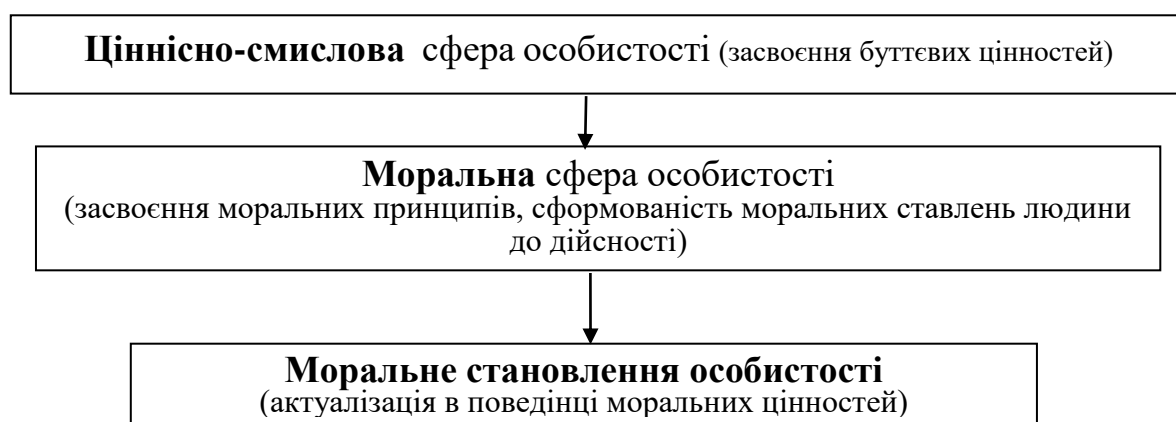 Ціннісно-смислова сфера особистості (засвоєння буттєвих цінностей)
Моральна сфера особистості
(засвоєння моральних принципів, сформованість моральних ставлень людини
до дійсності)
Моральне становлення особистості
(актуалізація в поведінці моральних цінностей)